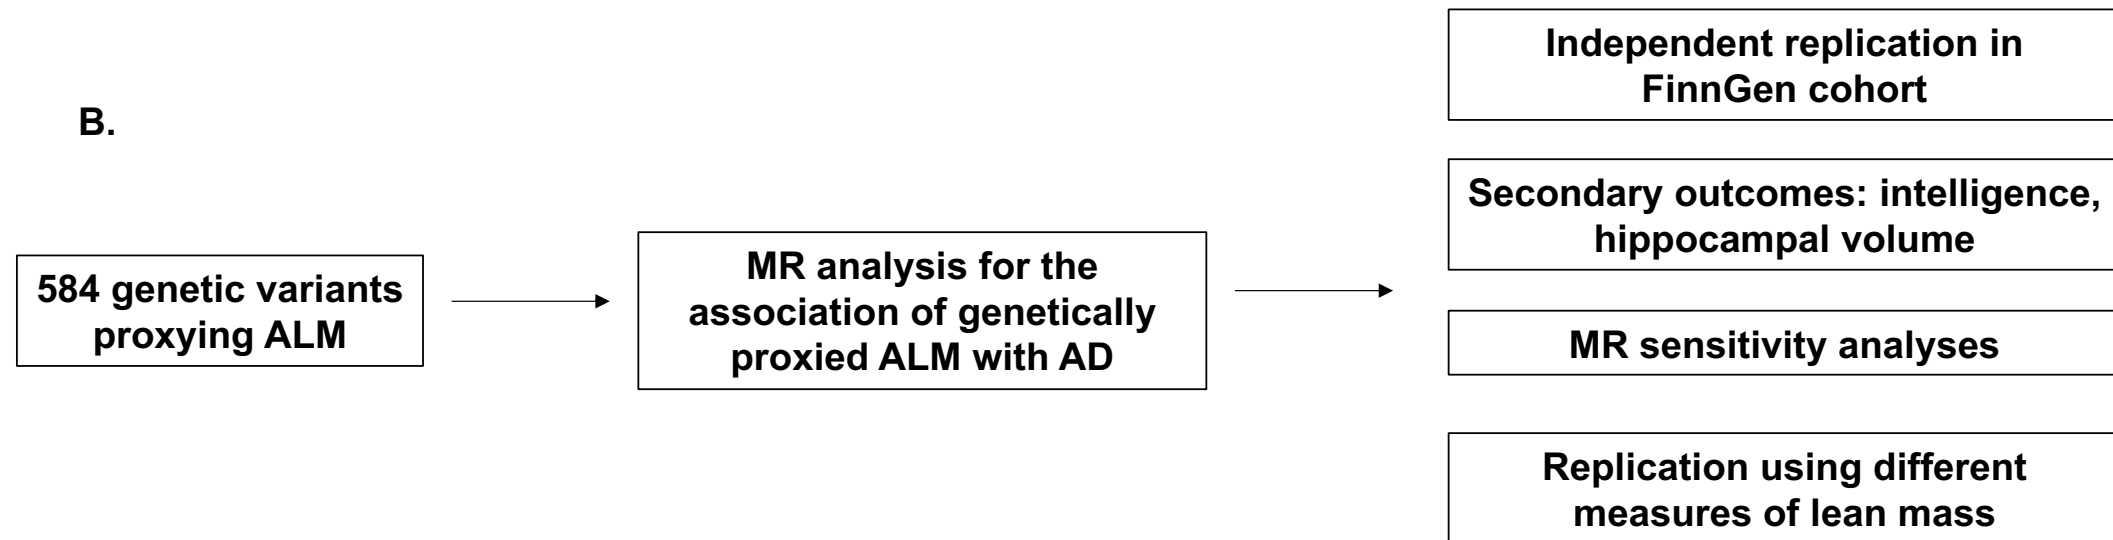 B.
584 genetic variants
proxying ALM
MR analysis for the
association of genetically
proxied ALM with AD
Independent replication in
FinnGen cohort
Secondary outcomes: intelligence,
hippocampal volume
MR sensitivity analyses
Replication using different
measures of lean mass